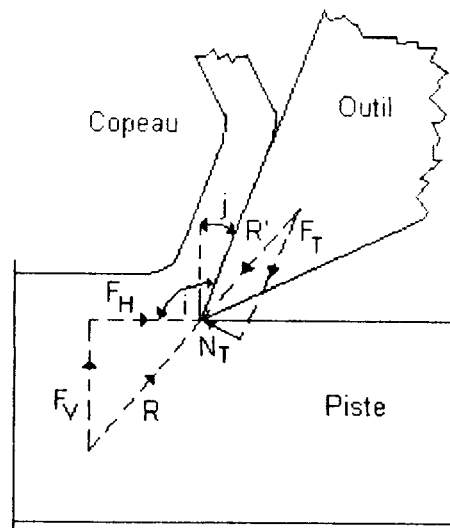 Copeau
Outil
j
R'
F_T
F_H
i
N_T
F_V
R
Piste